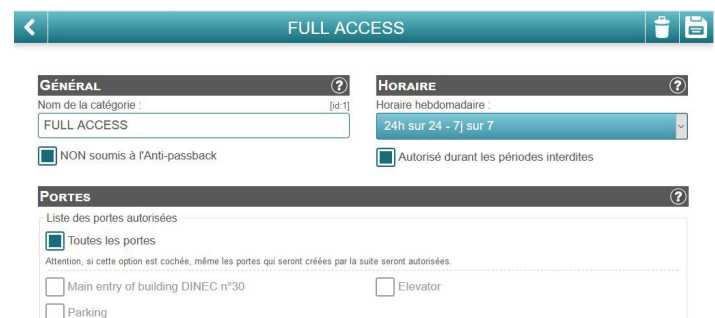 FULL ACCESS
GÉNÉRAL ?
Nom de la catégorie : [id:1]
FULL ACCESS
NON soumis à l'Anti-passback
HORAIRE ?
Horaire hebdomadaire :
24h sur 24 - 7j sur 7
Autorisé durant les périodes interdites
PORTES ?
Liste des portes autorisées
Toutes les portes
Attention, si cette option est cochée, même les portes qui seront créées par la suite seront autorisées.
Main entry of building DINEC n°30
Elevator
Parking